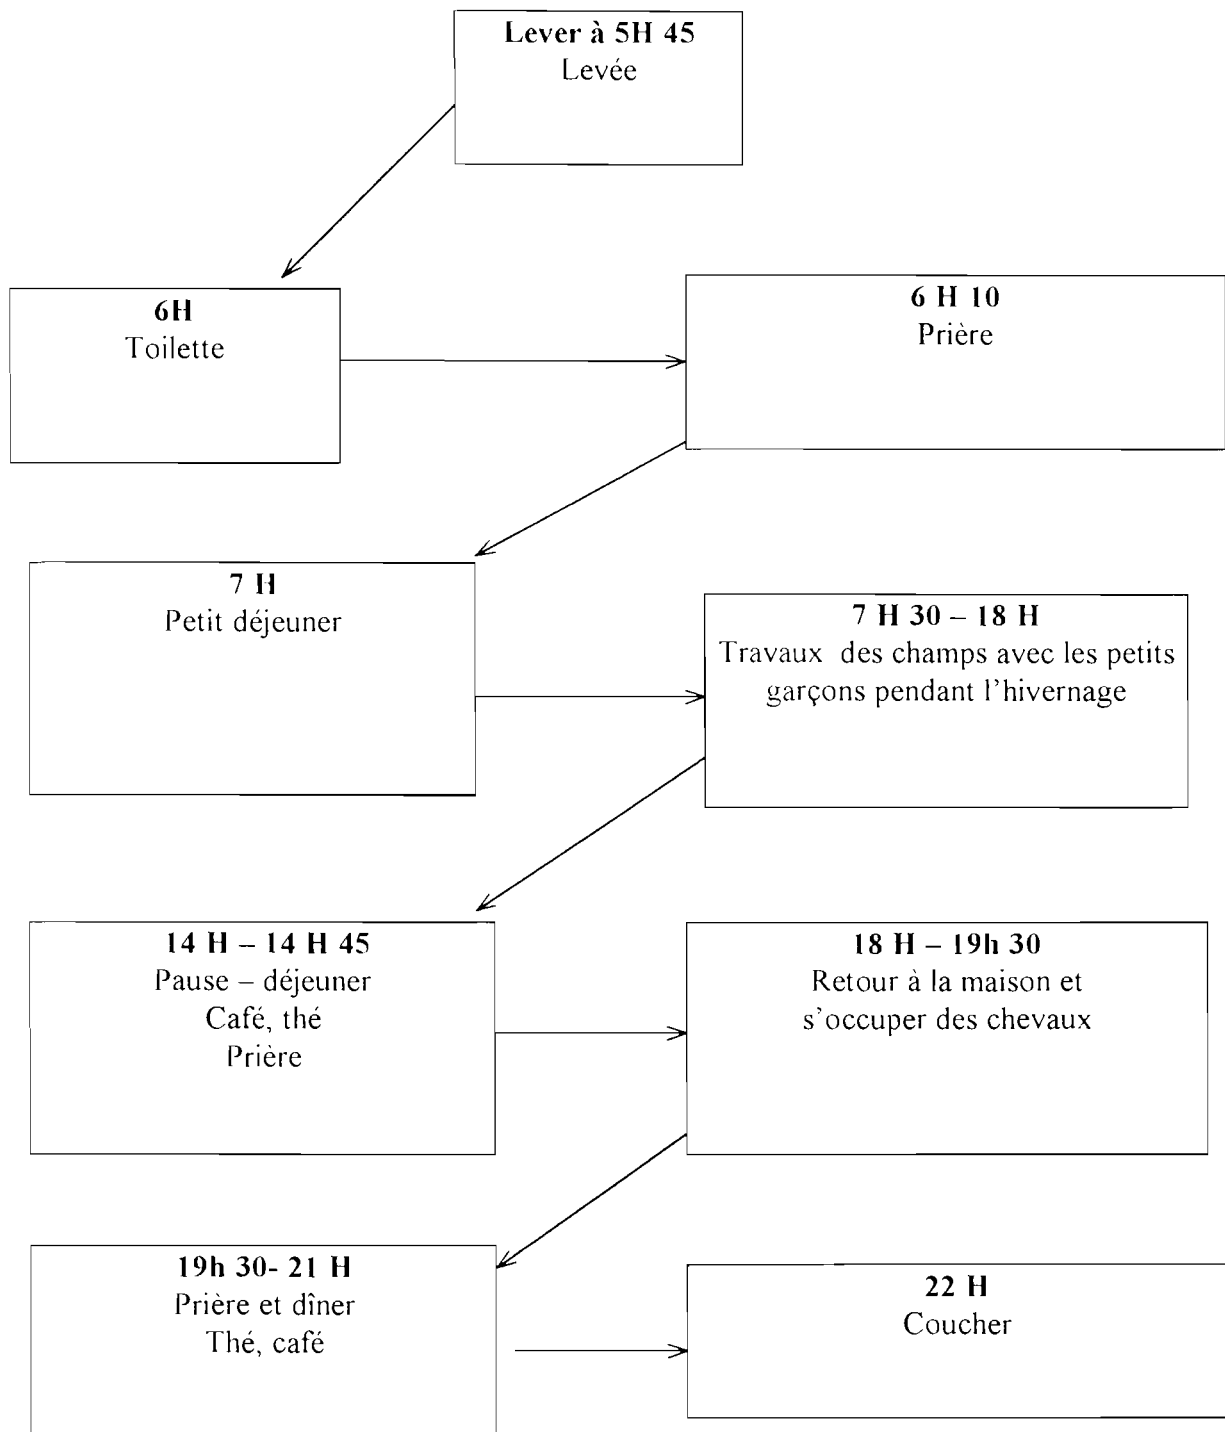 Lever à 5H 45
Levée
6H
Toilette
6 H 10
Prière
7 H
Petit déjeuner
7 H 30 – 18 H
Travaux des champs avec les petits
garçons pendant l'hivernage
14 H – 14 H 45
Pause – déjeuner
Café, thé
Prière
18 H – 19h 30
Retour à la maison et
s'occuper des chevaux
19h 30- 21 H
Prière et dîner
Thé, café
22 H
Coucher